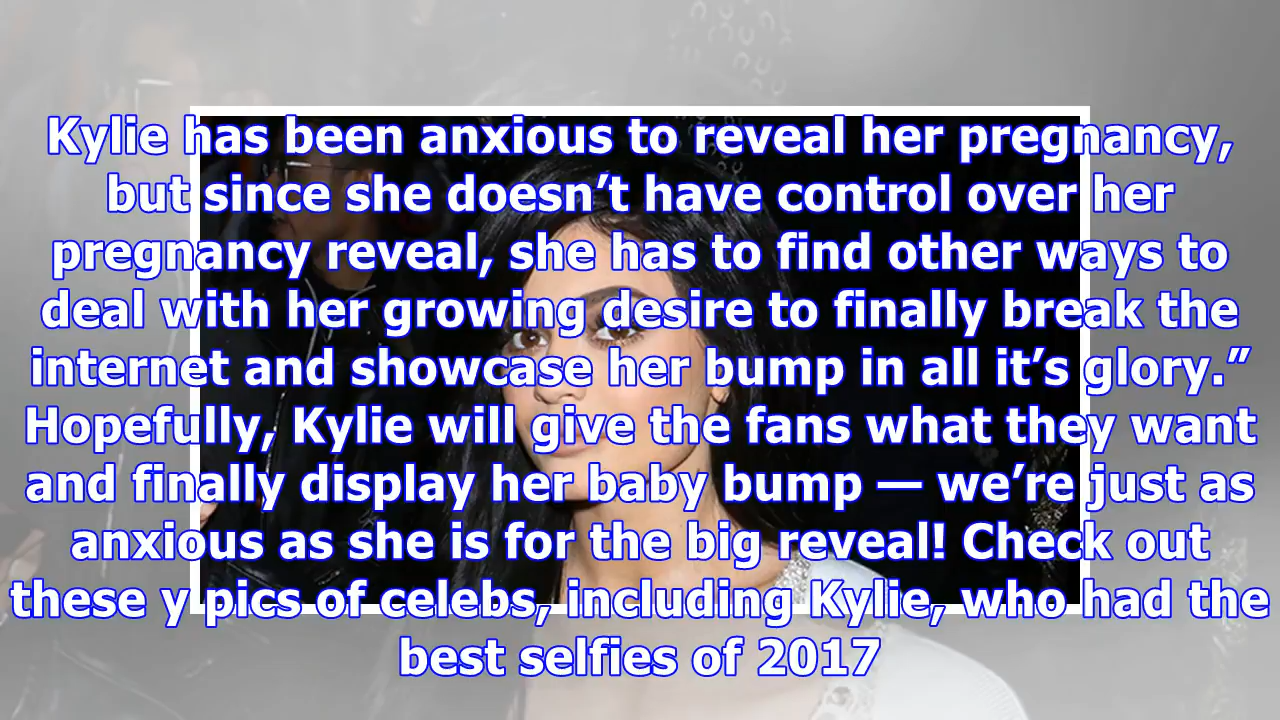 Kylie has been anxious to reveal her pregnancy,
but since she doesn’t have control over her
pregnancy reveal, she has to find other ways to
deal with her growing desire to finally break the
internet and showcase her bump in all it’s glory.”
Hopefully, Kylie will give the fans what they want
and finally display her baby bump — we’re just as
anxious as she is for the big reveal! Check out
these y pics of celebs, including Kylie, who had the
best selfies of 2017